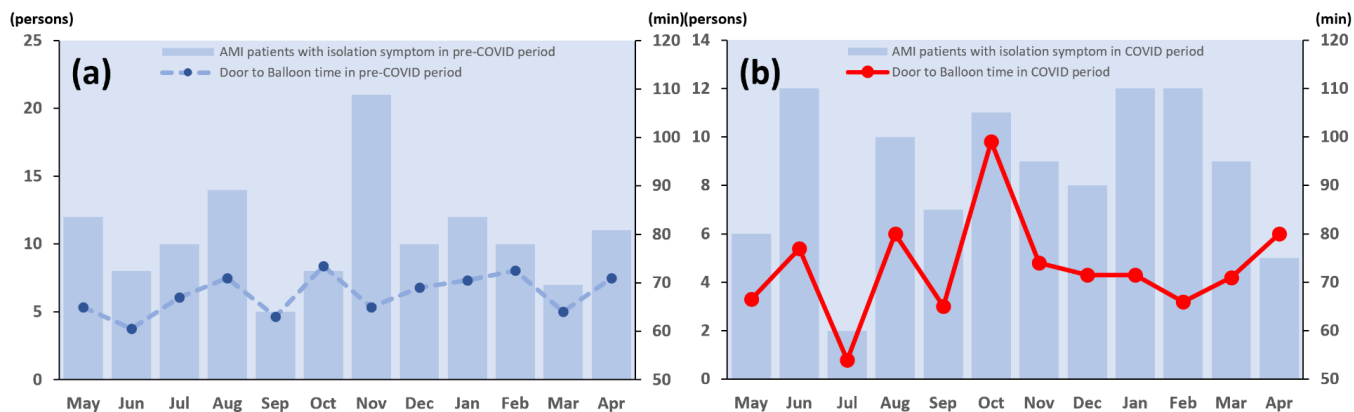 (persons) (min) (persons) (min)
25 120 14 120
AMI patients with isolation symptom in pre-COVID period
Door to Balloon time in pre-COVID period
(a)
AMI patients with isolation symptom in COVID period
Door to Balloon time in COVID period
(b)
20 110 12 110
15 100 10 100
10 90 8 90
5 80 6 80
0 70 4 70
60 2 60
50 0 50
May Jun Jul Aug Sep Oct Nov Dec Jan Feb Mar Apr
May Jun Jul Aug Sep Oct Nov Dec Jan Feb Mar Apr